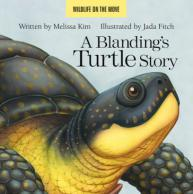 WILDLIFE ON THE MOVE
Written by Melissa Kim Illustrated by Jada Fitch
A Blanding's
Turtle Story